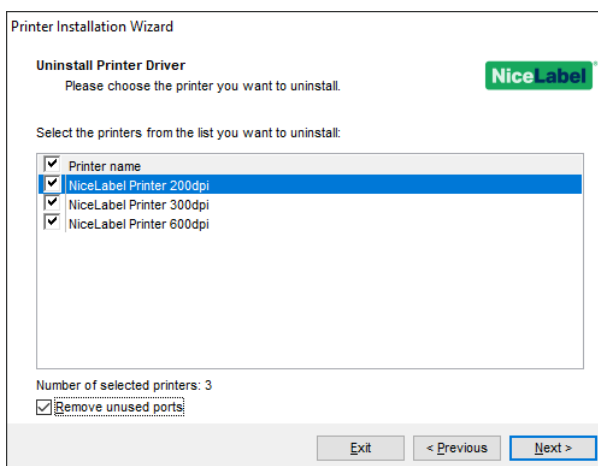 Printer Installation Wizard
Uninstall Printer Driver
Please choose the printer you want to uninstall.
NiceLabel
Select the printers from the list you want to uninstall:
Printer name
NiceLabel Printer 200dpi
NiceLabel Printer 300dpi
NiceLabel Printer 600dpi
Number of selected printers: 3
Remove unused ports
Exit < Previous Next >